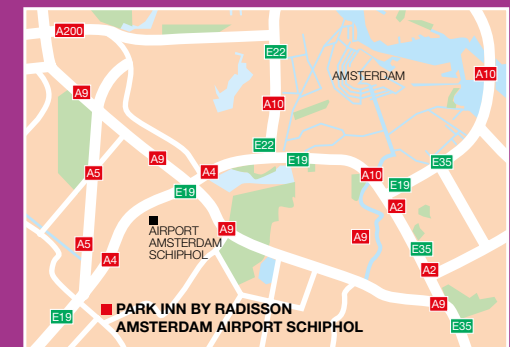 A200
E22
AMSTERDAM
A10
A9
A10
E22
A9
E19
A4
A5
A10
E35
E19
E19
A2
AIRPORT
AMSTERDAM
SCHIPHOL
A9
A9
A5
A4
E35
A2
A9
PARK INN BY RADISSON
AMSTERDAM AIRPORT SCHIPHOL
E19
E35